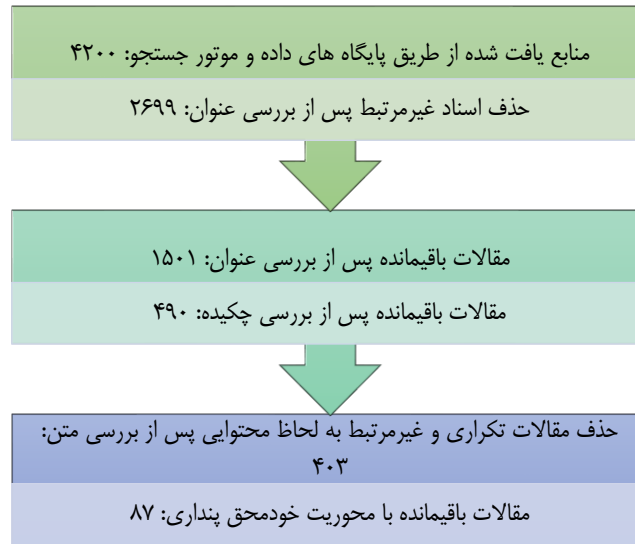 منابع یافت شده از طریق پایگاه های داده و موتور جستجو: ۴۲۰۰
حذف اسناد غیرمرتبط پس از بررسی عنوان: ۲۶۹۹
مقالات باقیمانده پس از بررسی عنوان: ۱۵۰۱
مقالات باقیمانده پس از بررسی چکیده: ۴۹۰
حذف مقالات تکراری و غیرمرتبط به لحاظ محتوایی پس از بررسی متن:
۴۰۳
مقالات باقیمانده با محوریت خودمحق پنداری: ۸۷